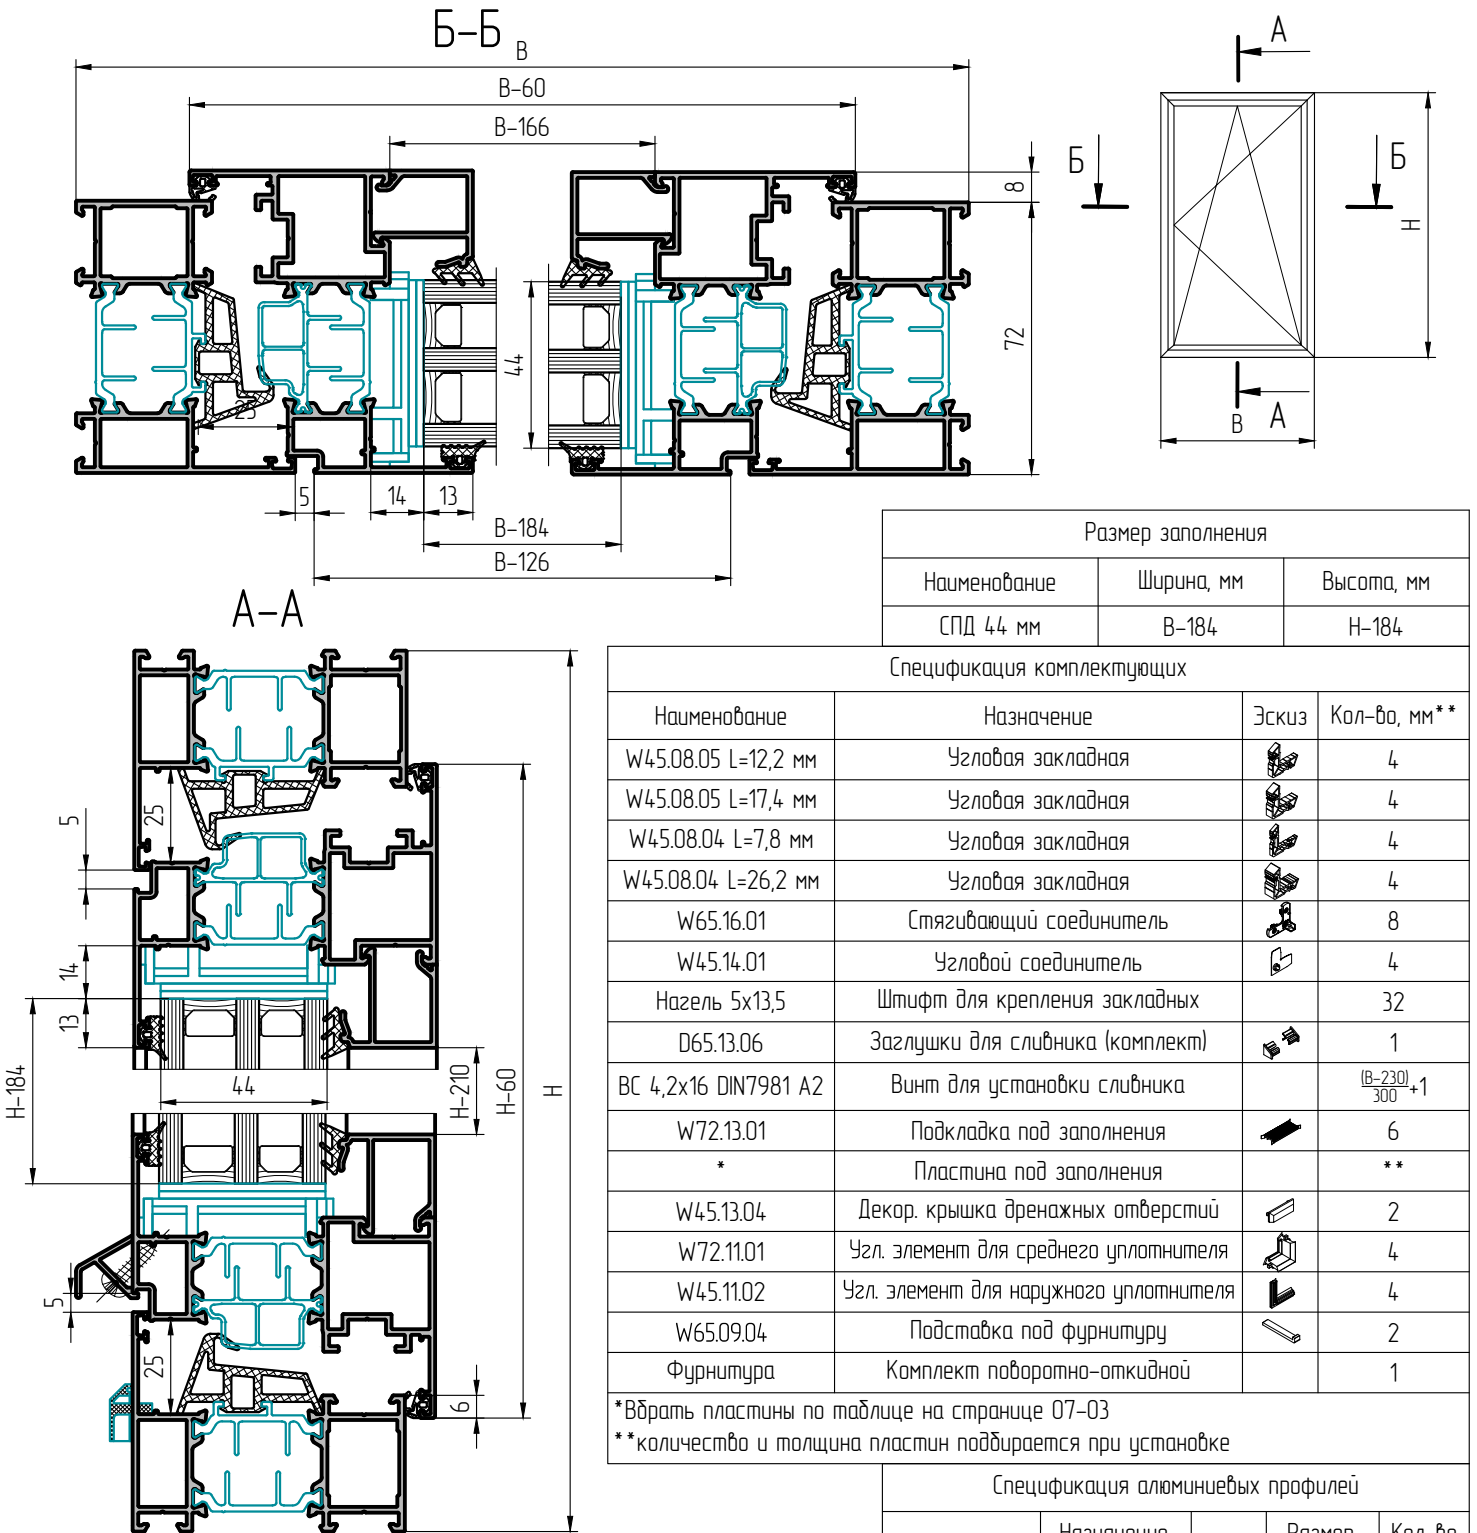 Б-Б
B
B-60
B-166
8
72
44
25
5
14
13
B-184
B-126
А
Б
Б
H
B
А
Размер заполнения
Наименование Ширина, мм Высота, мм
СПД 44 мм B-184 H-184
А-А
5
25
14
13
H-184
44
H-210
H-60
H
5
25
6
Спецификация комплектующих
Наименование Назначение Эскиз Кол-во, мм**
W45.08.05 L=12,2 мм Угловая закладная 4
W45.08.05 L=17,4 мм Угловая закладная 4
W45.08.04 L=7,8 мм Угловая закладная 4
W45.08.04 L=26,2 мм Угловая закладная 4
W65.16.01 Стягивающий соединитель 8
W45.14.01 Угловой соединитель 4
Нагель 5х13,5 Штифт для крепления закладных 32
D65.13.06 Заглушки для сливника (комплект) 1
ВС 4,2х16 DIN7981 A2 Винт для установки сливника (B-230)/300+1
W72.13.01 Подкладка под заполнения 6
* Пластина под заполнения **
W45.13.04 Декор. крышка дренажных отверстий 2
W72.11.01 Угл. элемент для среднего уплотнителя 4
W45.11.02 Угл. элемент для наружного уплотнителя 4
W65.09.04 Подставка под фурнитуру 2
Фурнитура Комплект поворотно-откидной 1
*Вбрать пластины по таблице на странице 07-03
**количество и толщина пластин подбирается при установке
Спецификация алюминиевых профилей
Назначение Размер Кол-во